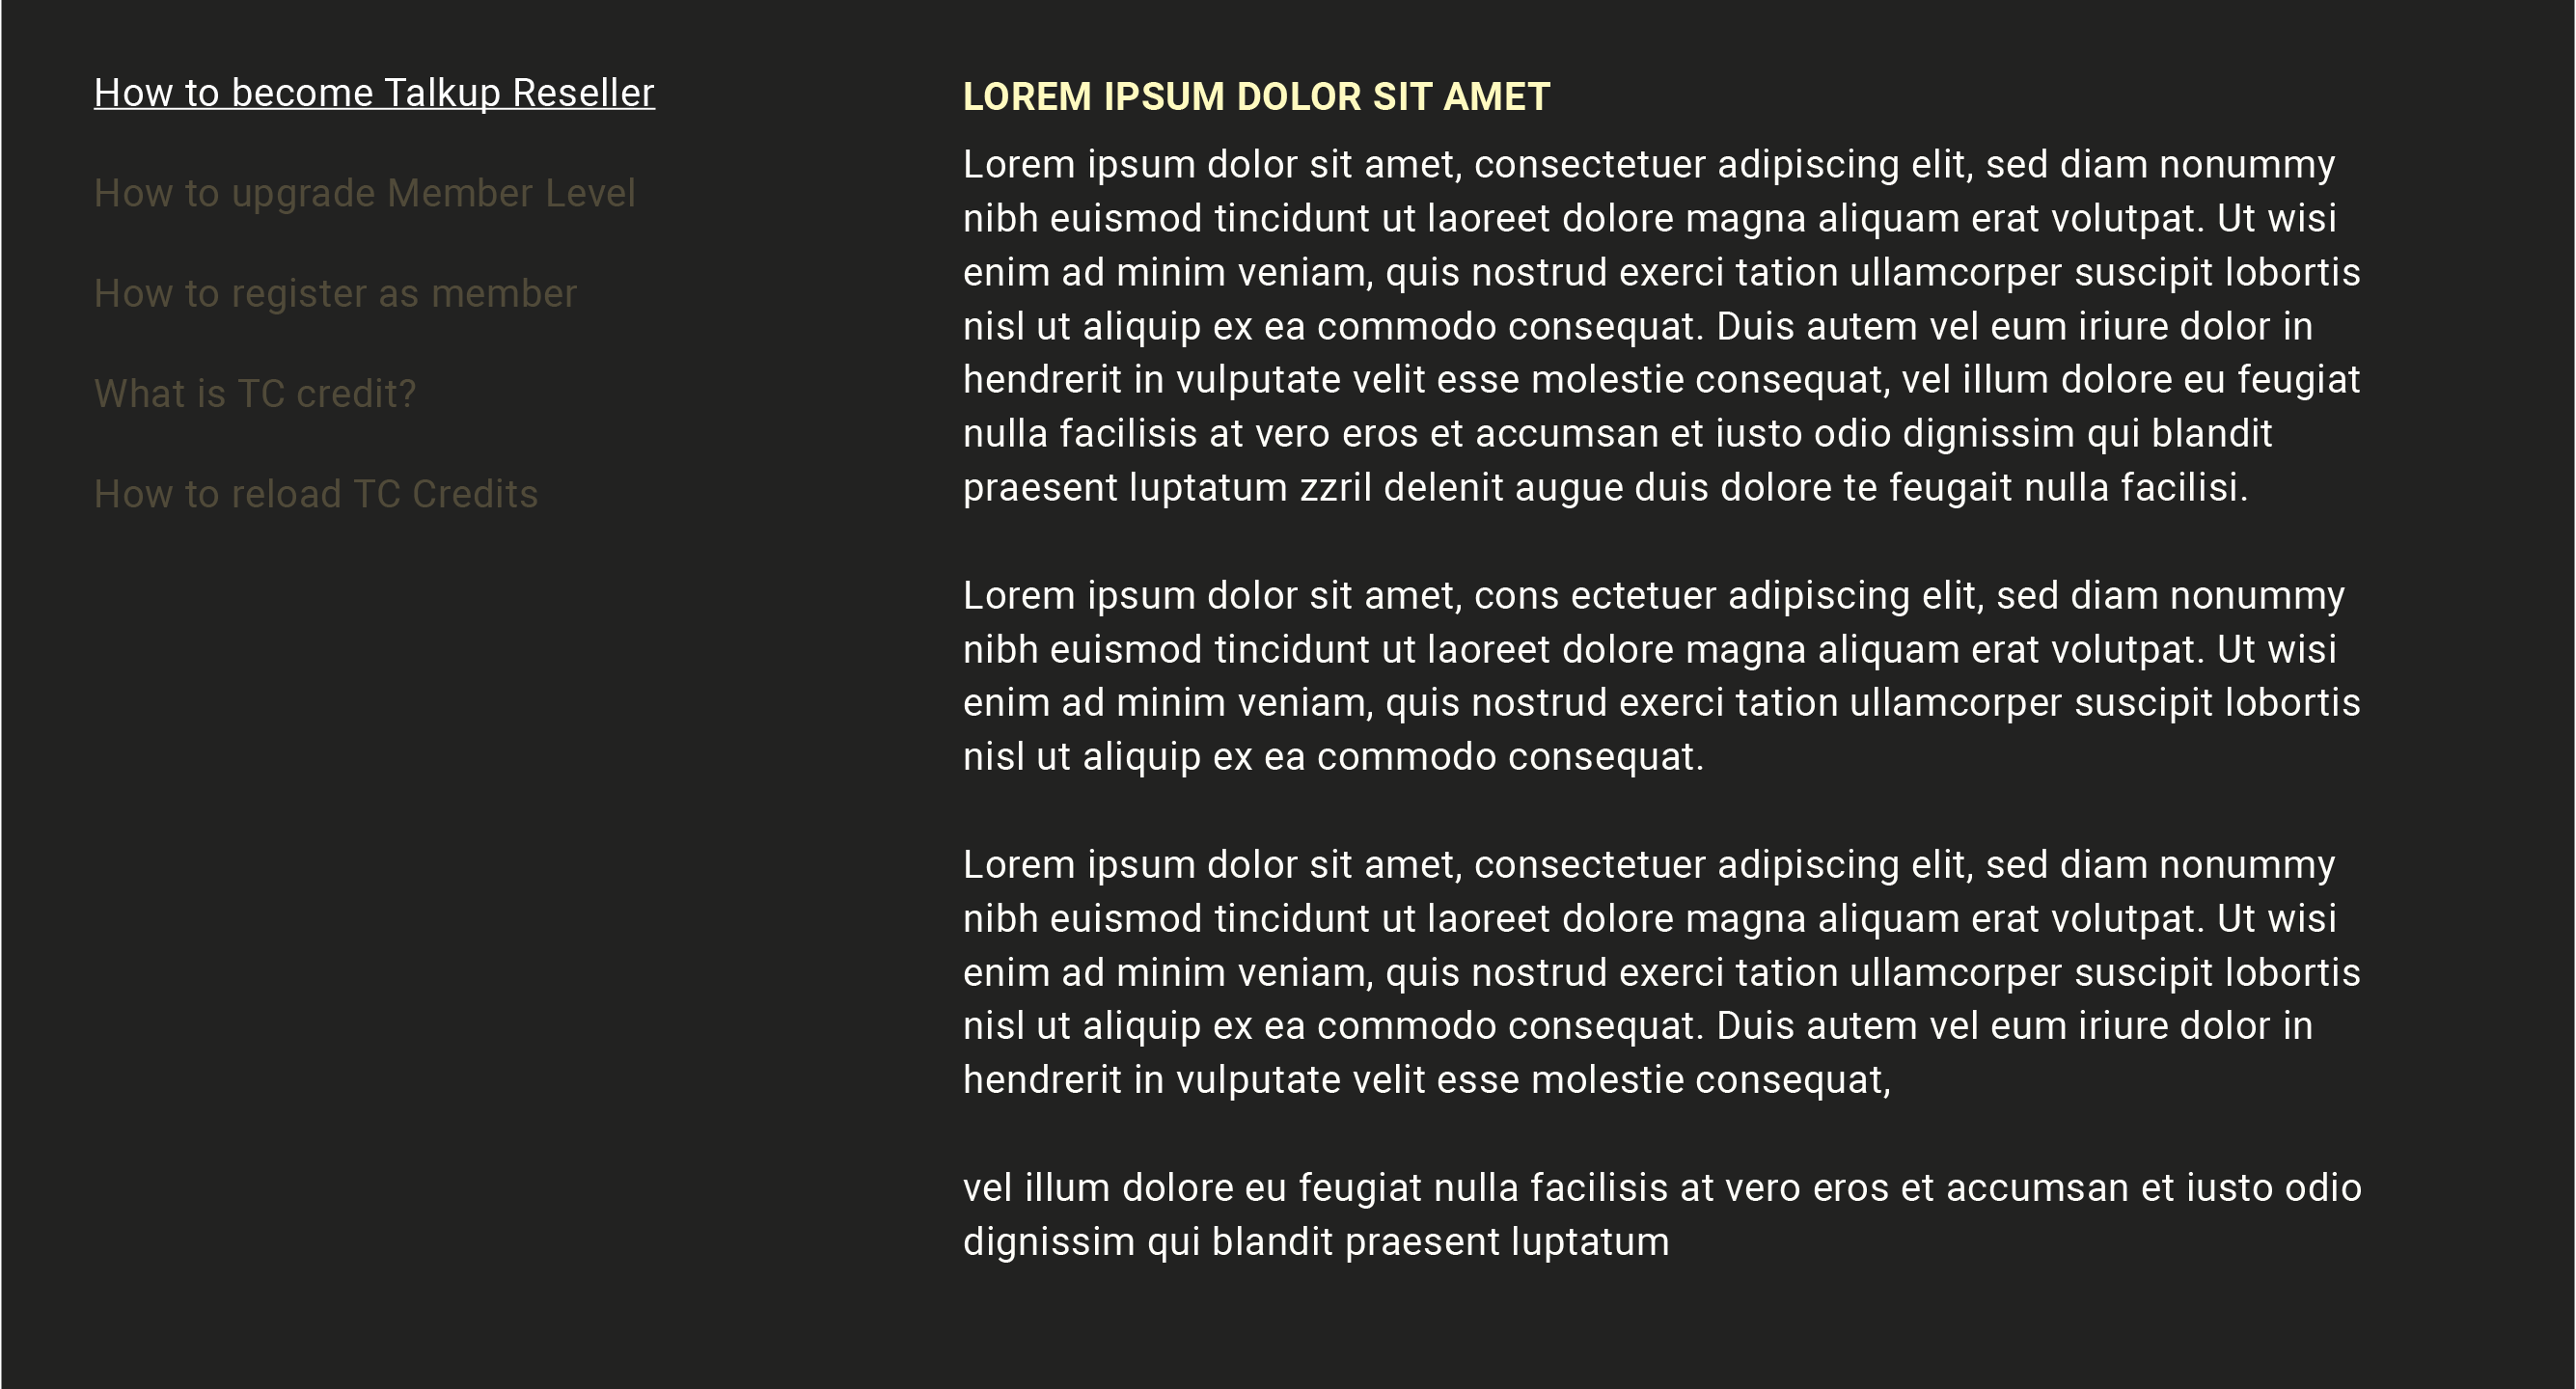 How to become Talkup Reseller
How to upgrade Member Level
How to register as member
What is TC credit?
How to reload TC Credits
LOREM IPSUM DOLOR SIT AMET
Lorem ipsum dolor sit amet, consectetuer adipiscing elit, sed diam nonummy
nibh euismod tincidunt ut laoreet dolore magna aliquam erat volutpat. Ut wisi
enim ad minim veniam, quis nostrud exerci tation ullamcorper suscipit lobortis
nisl ut aliquip ex ea commodo consequat. Duis autem vel eum iriure dolor in
hendrerit in vulputate velit esse molestie consequat, vel illum dolore eu feugiat
nulla facilisis at vero eros et accumsan et iusto odio dignissim qui blandit
praesent luptatum zzril delenit augue duis dolore te feugait nulla facilisi.
Lorem ipsum dolor sit amet, cons ectetuer adipiscing elit, sed diam nonummy
nibh euismod tincidunt ut laoreet dolore magna aliquam erat volutpat. Ut wisi
enim ad minim veniam, quis nostrud exerci tation ullamcorper suscipit lobortis
nisl ut aliquip ex ea commodo consequat.
Lorem ipsum dolor sit amet, consectetuer adipiscing elit, sed diam nonummy
nibh euismod tincidunt ut laoreet dolore magna aliquam erat volutpat. Ut wisi
enim ad minim veniam, quis nostrud exerci tation ullamcorper suscipit lobortis
nisl ut aliquip ex ea commodo consequat. Duis autem vel eum iriure dolor in
hendrerit in vulputate velit esse molestie consequat,
vel illum dolore eu feugiat nulla facilisis at vero eros et accumsan et iusto odio
dignissim qui blandit praesent luptatum